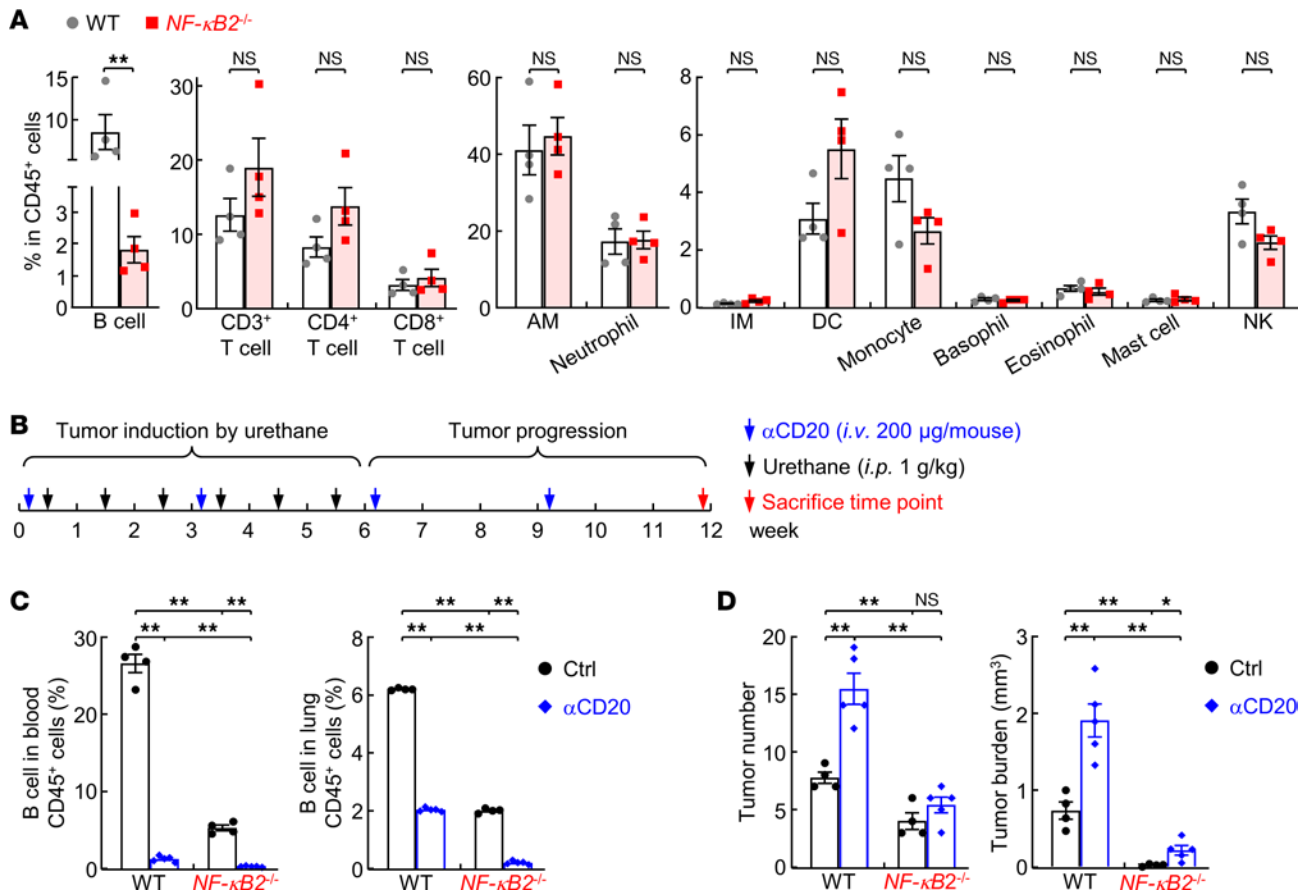 A
WT NF-κB2-/-
** NS NS NS NS NS NS NS NS NS NS NS NS
% in CD45+ cells
15 10 3 2 1 0
B cell
30 20 10 0
CD3+ T cell
CD4+ T cell
CD8+ T cell
60 40 20 0
AM
Neutrophil
8 6 4 2 0
IM
DC
Monocyte
Basophil
Eosinophil
Mast cell
NK
B
Tumor induction by urethane Tumor progression
αCD20 (i.v. 200 µg/mouse)
Urethane (i.p. 1 g/kg)
Sacrifice time point
0 1 2 3 4 5 6 7 8 9 10 11 12 week
C
** **
** **
B cell in blood
CD45+ cells (%)
30 20 10 0
WT NF-κB2-/-
** **
** **
B cell in lung
CD45+ cells (%)
8 6 4 2 0
WT NF-κB2-/-
Ctrl
αCD20
D
** NS
** **
Tumor number
20 15 10 5 0
WT NF-κB2-/-
** *
** **
Tumor burden (mm3)
3 2 1 0
WT NF-κB2-/-
Ctrl
αCD20